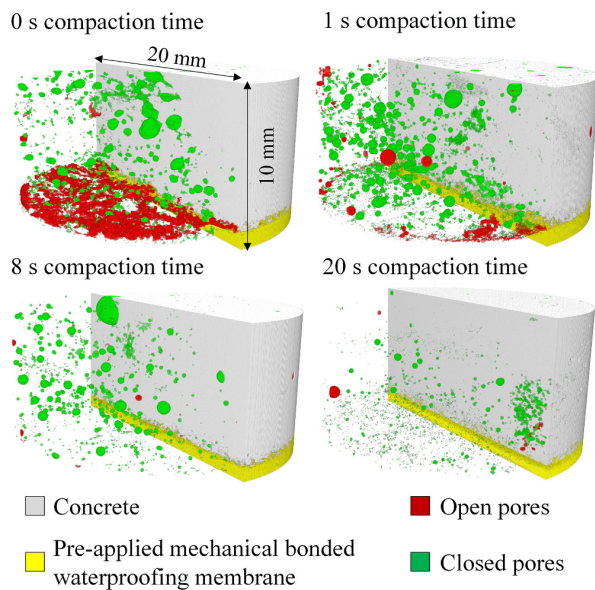 0 s compaction time
1 s compaction time
20 mm
10 mm
8 s compaction time
20 s compaction time
Concrete
Open pores
Pre-applied mechanical bonded
waterproofing membrane
Closed pores